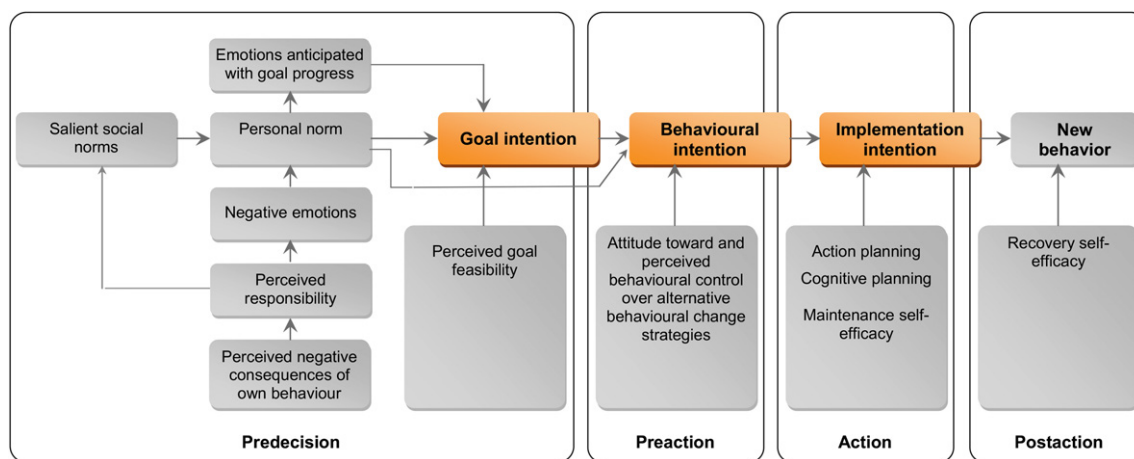 Emotions anticipated
with goal progress
Salient social
norms
Personal norm
Goal intention
Behavioural
intention
Implementation
intention
New
behavior
Negative emotions
Perceived
responsibility
Perceived negative
consequences of
own behaviour
Perceived goal
feasibility
Attitude toward and
perceived
behavioural control
over alternative
behavioural change
strategies
Action planning
Cognitive planning
Maintenance self-
efficacy
Recovery self-
efficacy
Predecision
Preaction
Action
Postaction